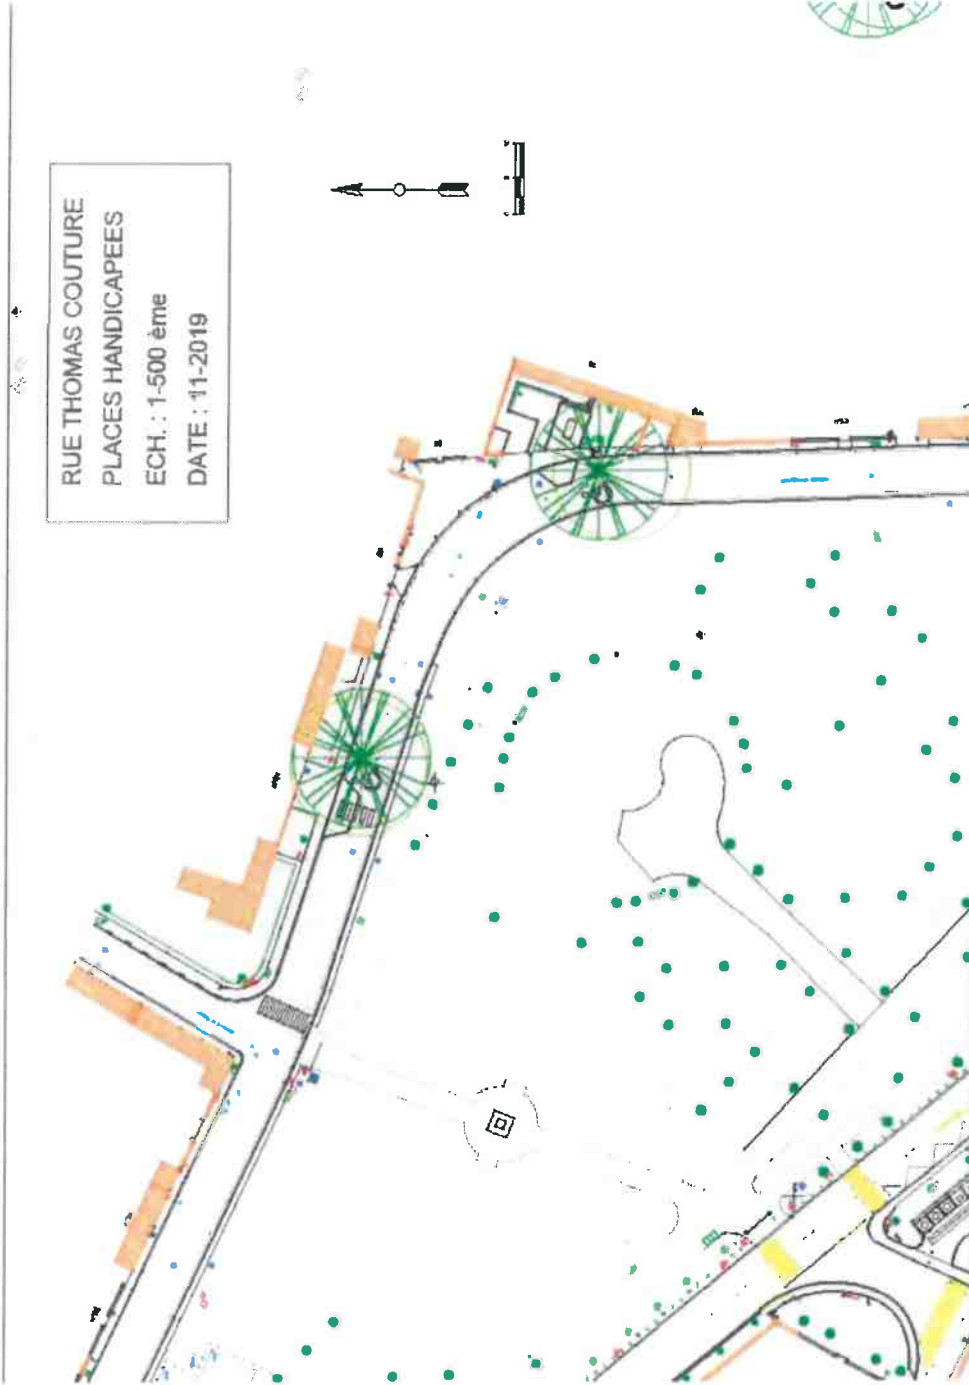 RUE THOMAS COUTURE
PLACES HANDICAPEES
ECH. : 1-500 ème
DATE : 11-2019